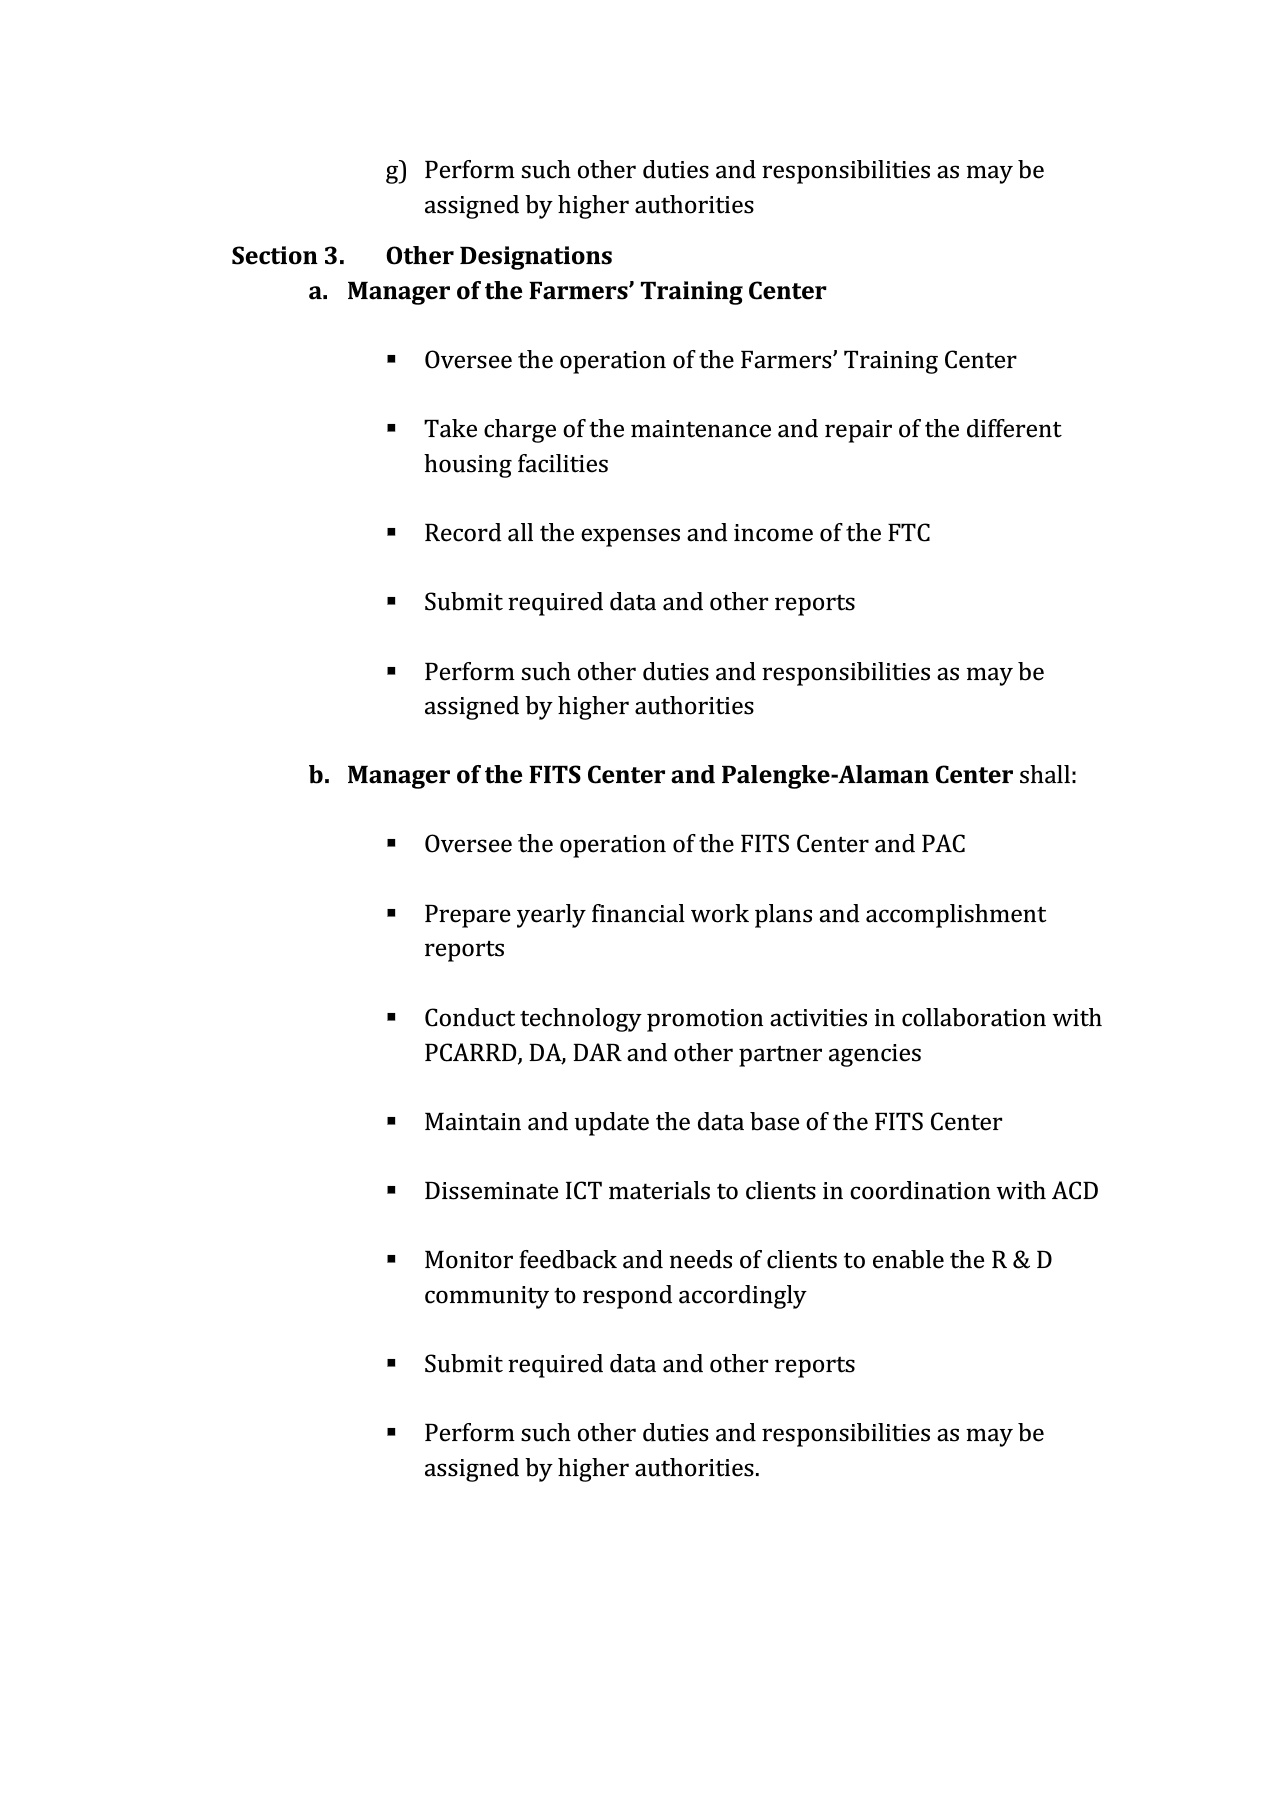 g) Perform such other duties and responsibilities as may be
assigned by higher authorities
Section 3. Other Designations
a. Manager of the Farmers’ Training Center
▪ Oversee the operation of the Farmers’ Training Center
▪ Take charge of the maintenance and repair of the different
housing facilities
▪ Record all the expenses and income of the FTC
▪ Submit required data and other reports
▪ Perform such other duties and responsibilities as may be
assigned by higher authorities
b. Manager of the FITS Center and Palengke-Alaman Center shall:
▪ Oversee the operation of the FITS Center and PAC
▪ Prepare yearly financial work plans and accomplishment
reports
▪ Conduct technology promotion activities in collaboration with
PCARRD, DA, DAR and other partner agencies
▪ Maintain and update the data base of the FITS Center
▪ Disseminate ICT materials to clients in coordination with ACD
▪ Monitor feedback and needs of clients to enable the R & D
community to respond accordingly
▪ Submit required data and other reports
▪ Perform such other duties and responsibilities as may be
assigned by higher authorities.